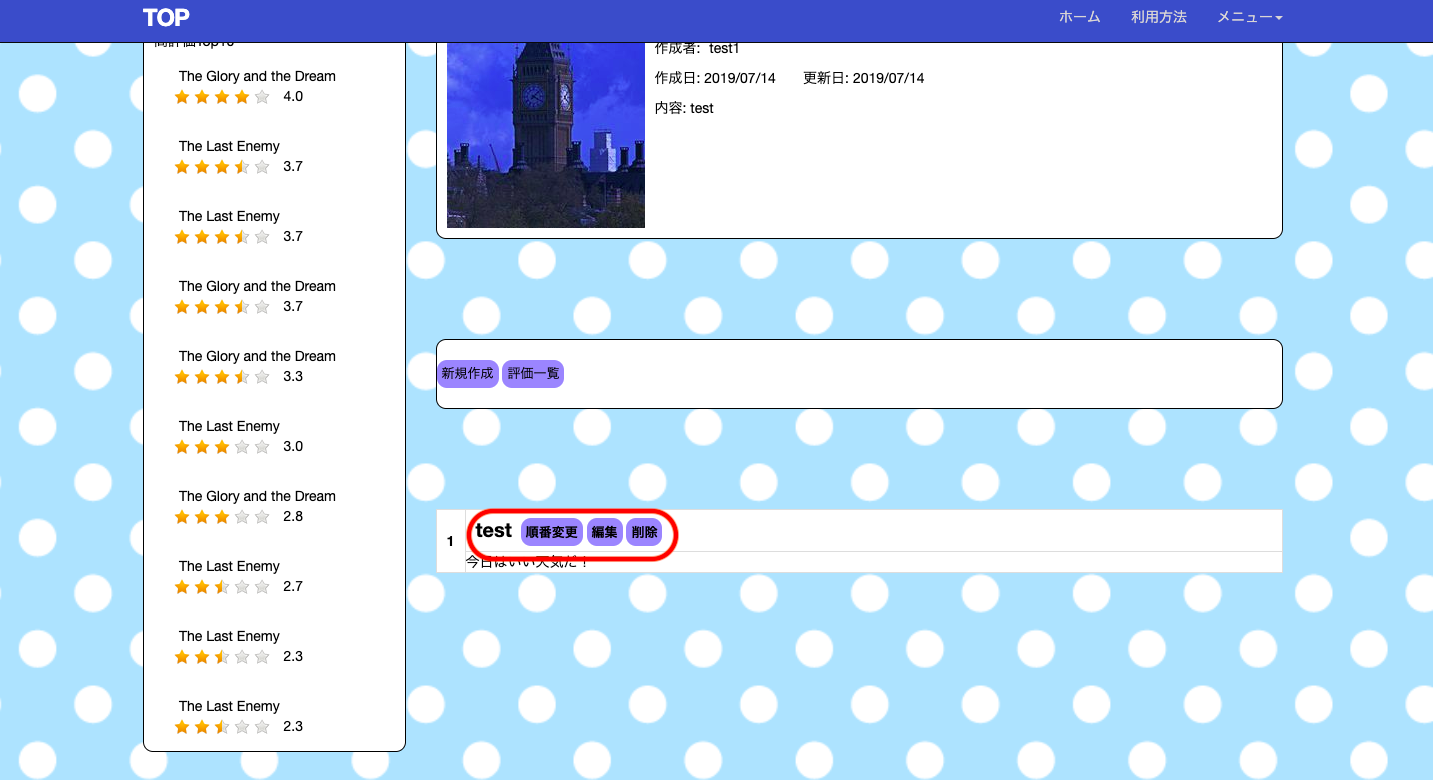 TOP
ホーム 利用方法 メニュー
高評価Top10
The Glory and the Dream
4.0
The Last Enemy
3.7
The Last Enemy
3.7
The Glory and the Dream
3.7
The Glory and the Dream
3.3
The Last Enemy
3.0
The Glory and the Dream
2.8
The Last Enemy
2.7
The Last Enemy
2.3
The Last Enemy
2.3
作成者: test1
作成日: 2019/07/14 更新日: 2019/07/14
内容: test
新規作成 評価一覧
1
test 順番変更 編集 削除
今日はいい天気だ！